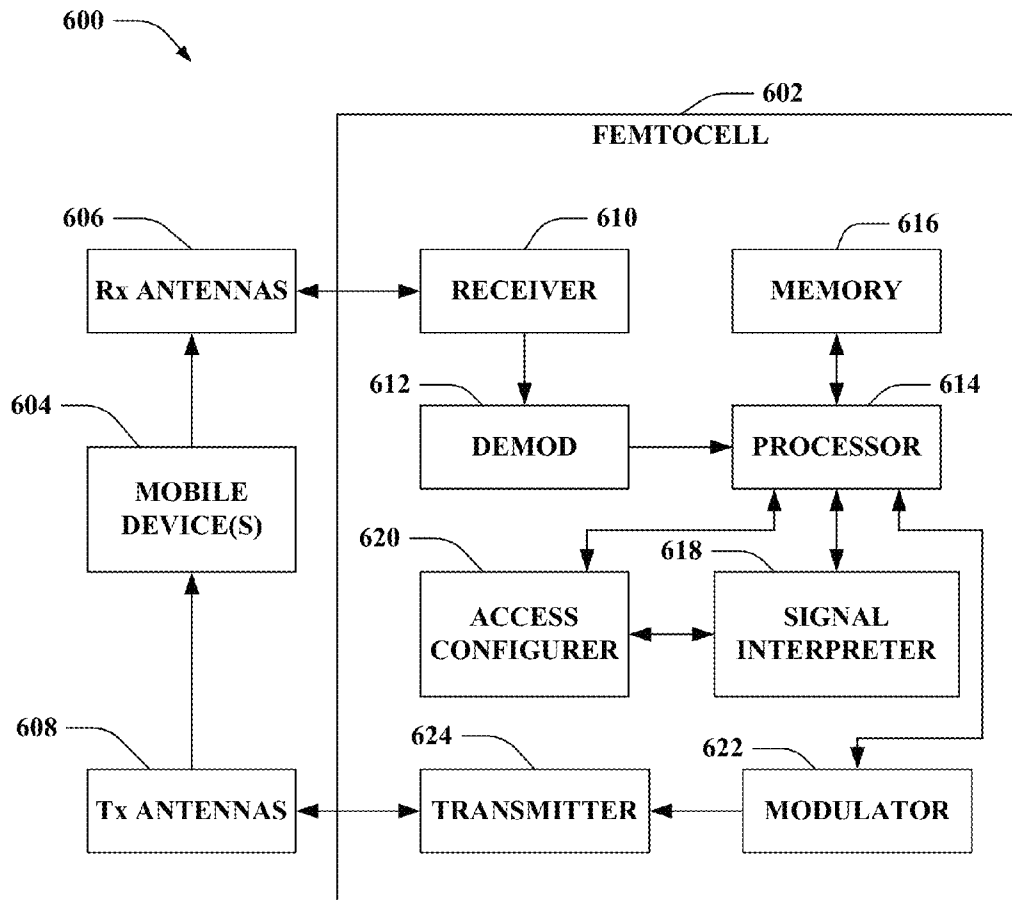 600
602
FEMTOCELL
606
610
616
Rx ANTENNAS
RECEIVER
MEMORY
604
612
614
MOBILE
DEVICE(S)
DEMOD
PROCESSOR
620
618
ACCESS
CONFIGURER
SIGNAL
INTERPRETER
608
624
622
Tx ANTENNAS
TRANSMITTER
MODULATOR